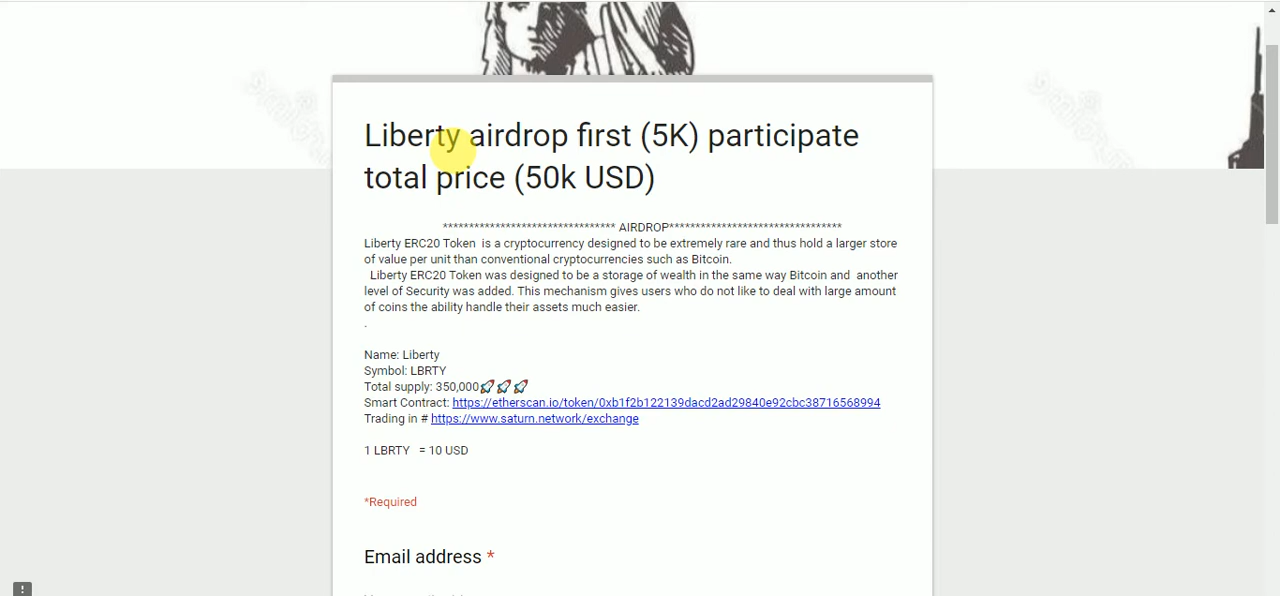 Liberty airdrop first (5K) participate
total price (50k USD)
********************************* AIRDROP*********************************
Liberty ERC20 Token  is a cryptocurrency designed to be extremely rare and thus hold a larger store
of value per unit than conventional cryptocurrencies such as Bitcoin.
Liberty ERC20 Token was designed to be a storage of wealth in the same way Bitcoin and  another
level of Security was added. This mechanism gives users who do not like to deal with large amount
of coins the ability handle their assets much easier.
.
Name: Liberty
Symbol: LBRTY
Total supply: 350,000🚀🚀🚀
Smart Contract: https://etherscan.io/token/0xb1f2b122139dacd2ad29840e92cbc38716568994
Trading in # https://www.saturn.network/exchange
1 LBRTY   = 10 USD
*Required
Email address *